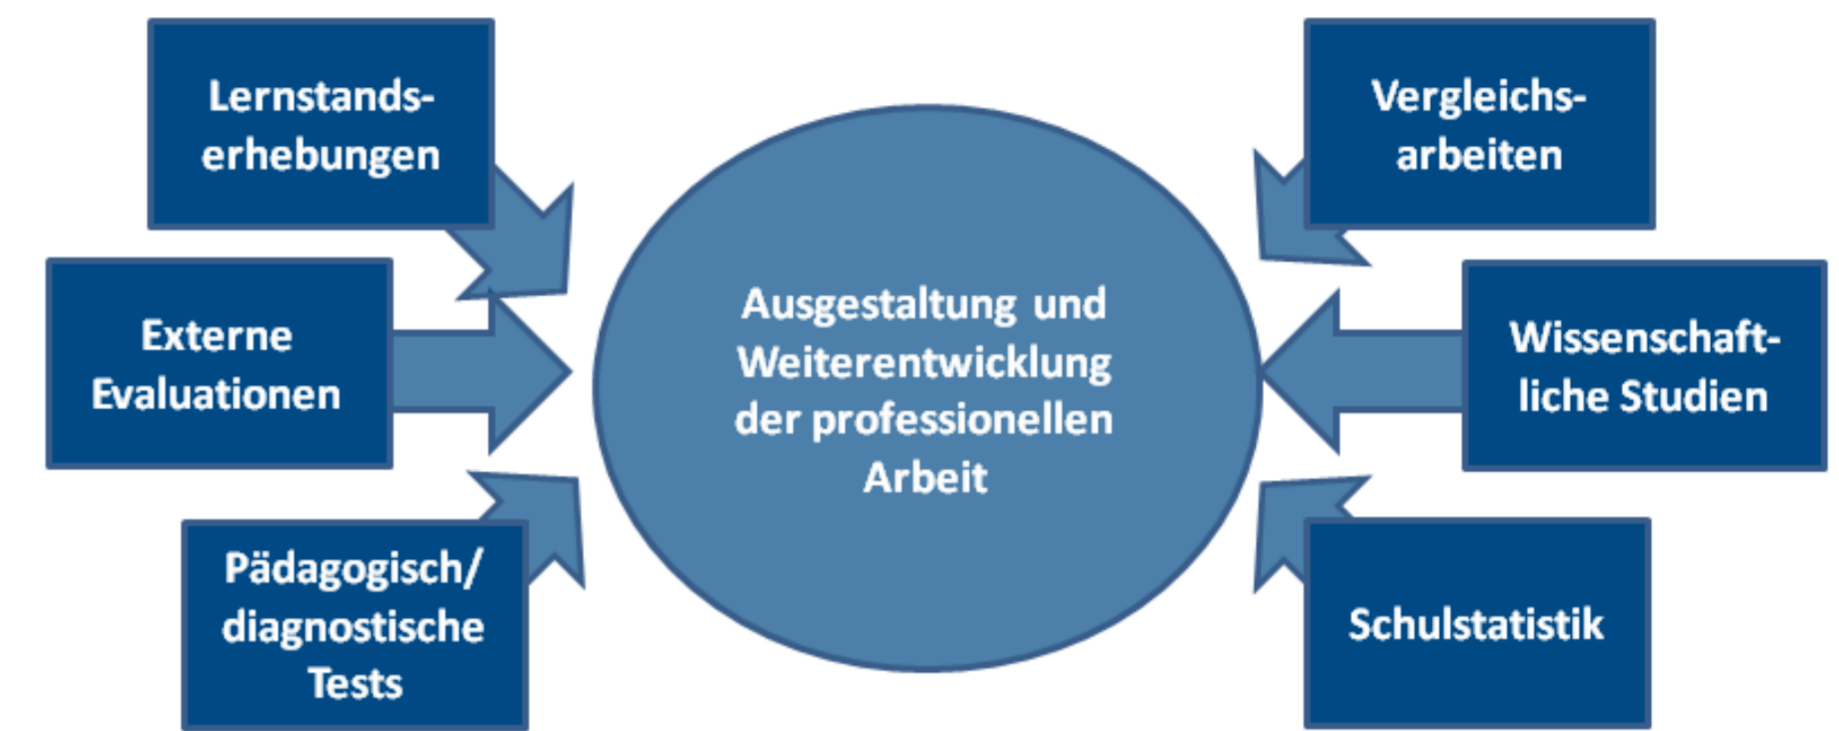 Lernstands-
erhebungen
Externe
Evaluationen
Pädagogisch/
diagnostische
Tests
Ausgestaltung und
Weiterentwicklung
der professionellen
Arbeit
Vergleichs-
arbeiten
Wissenschaft-
liche Studien
Schulstatistik